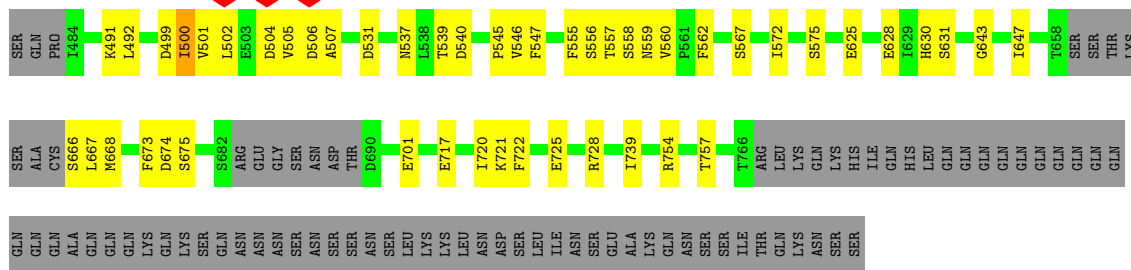 SER GLN PRO I484 K491 L492 D499 I500 V501 L502 E503 D504 V505 D506 A507 D531 N537 L538 T539 D540 P545 V546 F547 F555 S556 T557 S558 N559 V560 P561 F562 S567 I572 S575 E625 E628 I629 H630 S631 G643 I647 T658 SER SER THR LYS
SER ALA CYS S666 L667 M668 F673 D674 S675 S682 ARG GLU GLY SER ASN ASP THR D690 E701 E717 I720 K721 F722 E725 R728 I739 R754 T757 T766 ARG LEU LYS GLN LYS HIS ILE GLN HIS LEU GLN GLN GLN GLN GLN GLN GLN GLN GLN
GLN GLN GLN ALA GLN GLN GLN LYS GLN LYS SER GLN ASN ASN ASN SER ASN SER SER ASN SER LEU LYS LYS LEU ASN ASP SER LEU ILE ASN SER GLU ALA LYS GLN ASN SER SER ILE THR GLN LYS ASN SER SER